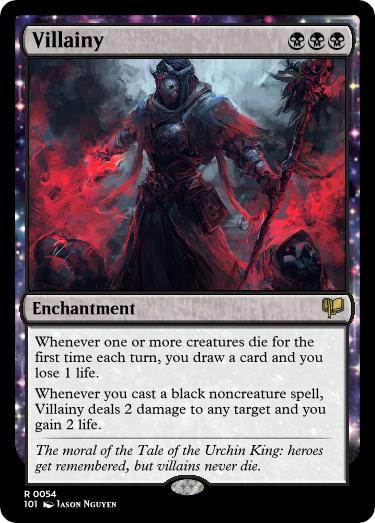 Villainy
Enchantment
Whenever one or more creatures die for the
first time each turn, you draw a card and you
lose 1 life.
Whenever you cast a black noncreature spell,
Villainy deals 2 damage to any target and you
gain 2 life.
The moral of the Tale of the Urchin King: heroes
get remembered, but villains never die.
R 0054
101 Jason Nguyen